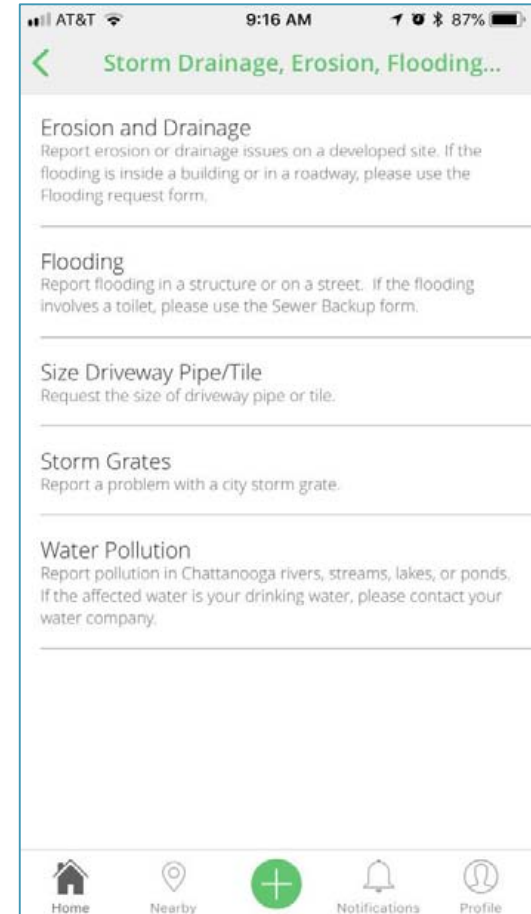 AT&T 9:16 AM 87%
Storm Drainage, Erosion, Flooding...
Erosion and Drainage
Report erosion or drainage issues on a developed site. If the
flooding is inside a building or in a roadway, please use the
Flooding request form.
Flooding
Report flooding in a structure or on a street. If the flooding
involves a toilet, please use the Sewer Backup form.
Size Driveway Pipe/Tile
Request the size of driveway pipe or tile.
Storm Grates
Report a problem with a city storm grate.
Water Pollution
Report pollution in Chattanooga rivers, streams, lakes, or ponds.
If the affected water is your drinking water, please contact your
water company.
Home Nearby Notifications Profile